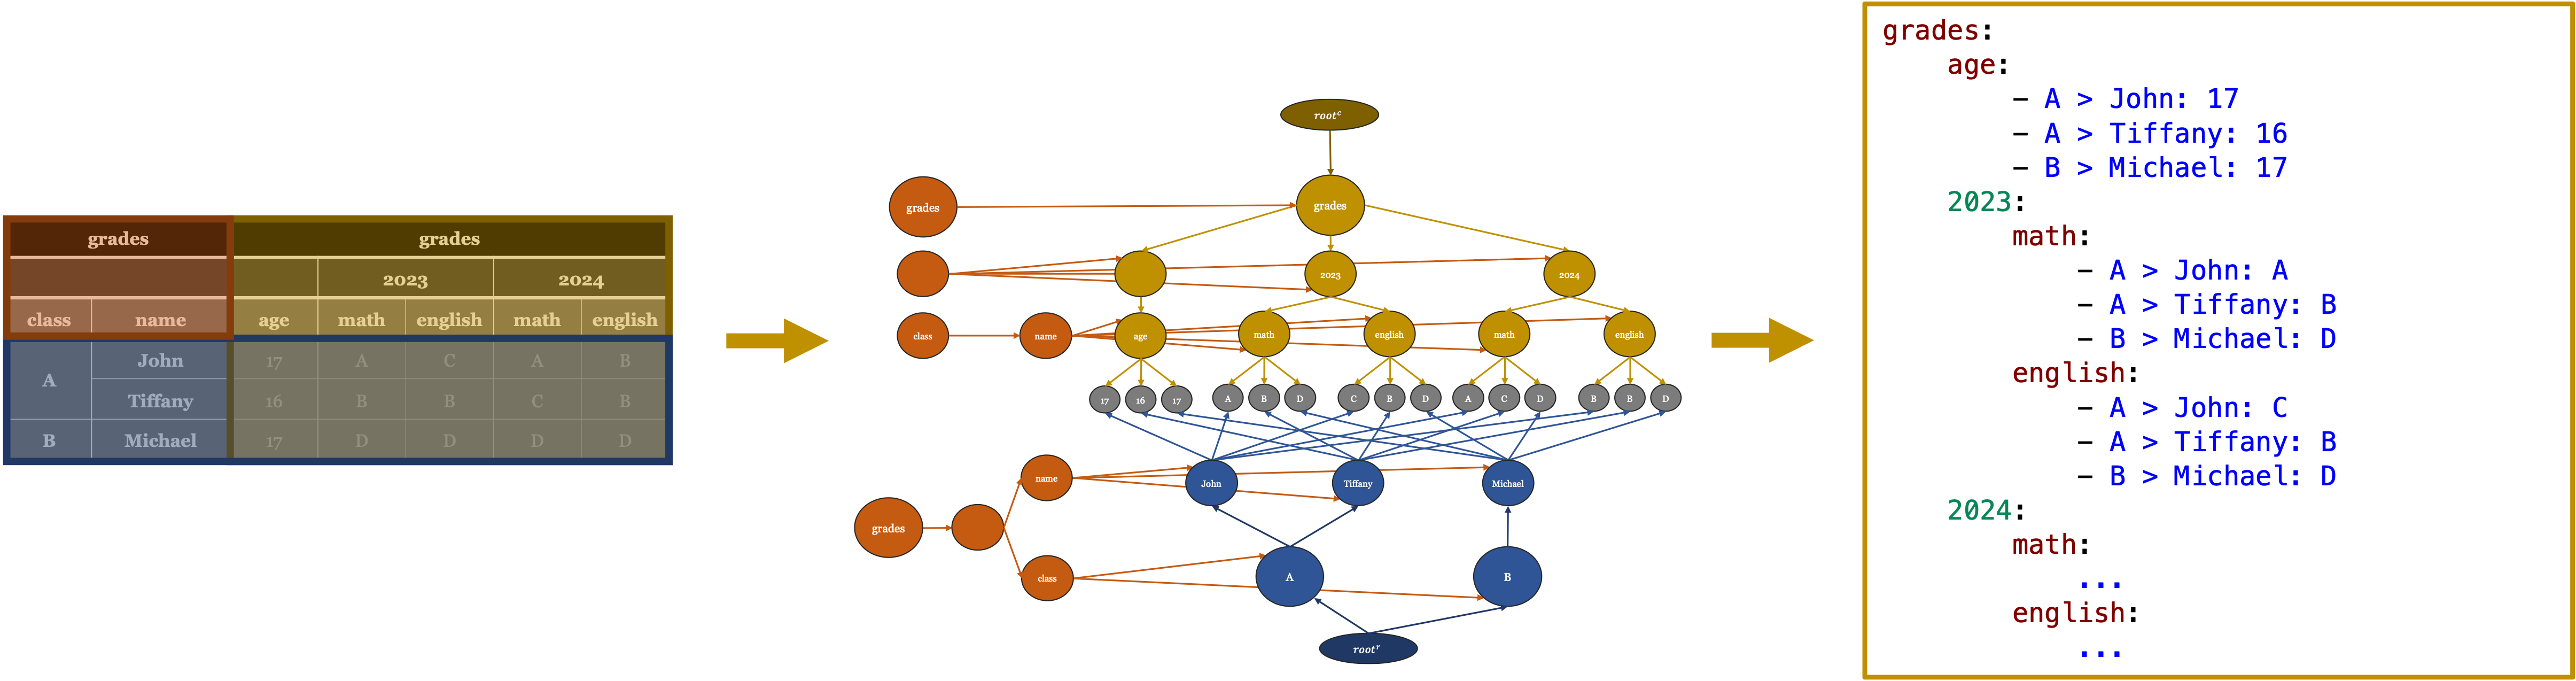 grades grades
2023 2024
class name age math english math english
A John 17 A C A B
Tiffany 16 B B C B
B Michael 17 D D D D
root^c
grades grades
2023 2024
class name age math english math english
17 16 17 A B D C B D A C D B B D
name John Tiffany Michael
grades
class A B
root^r
grades:
age:
- A > John: 17
- A > Tiffany: 16
- B > Michael: 17
2023:
math:
- A > John: A
- A > Tiffany: B
- B > Michael: D
english:
- A > John: C
- A > Tiffany: B
- B > Michael: D
2024:
math:
...
english:
...